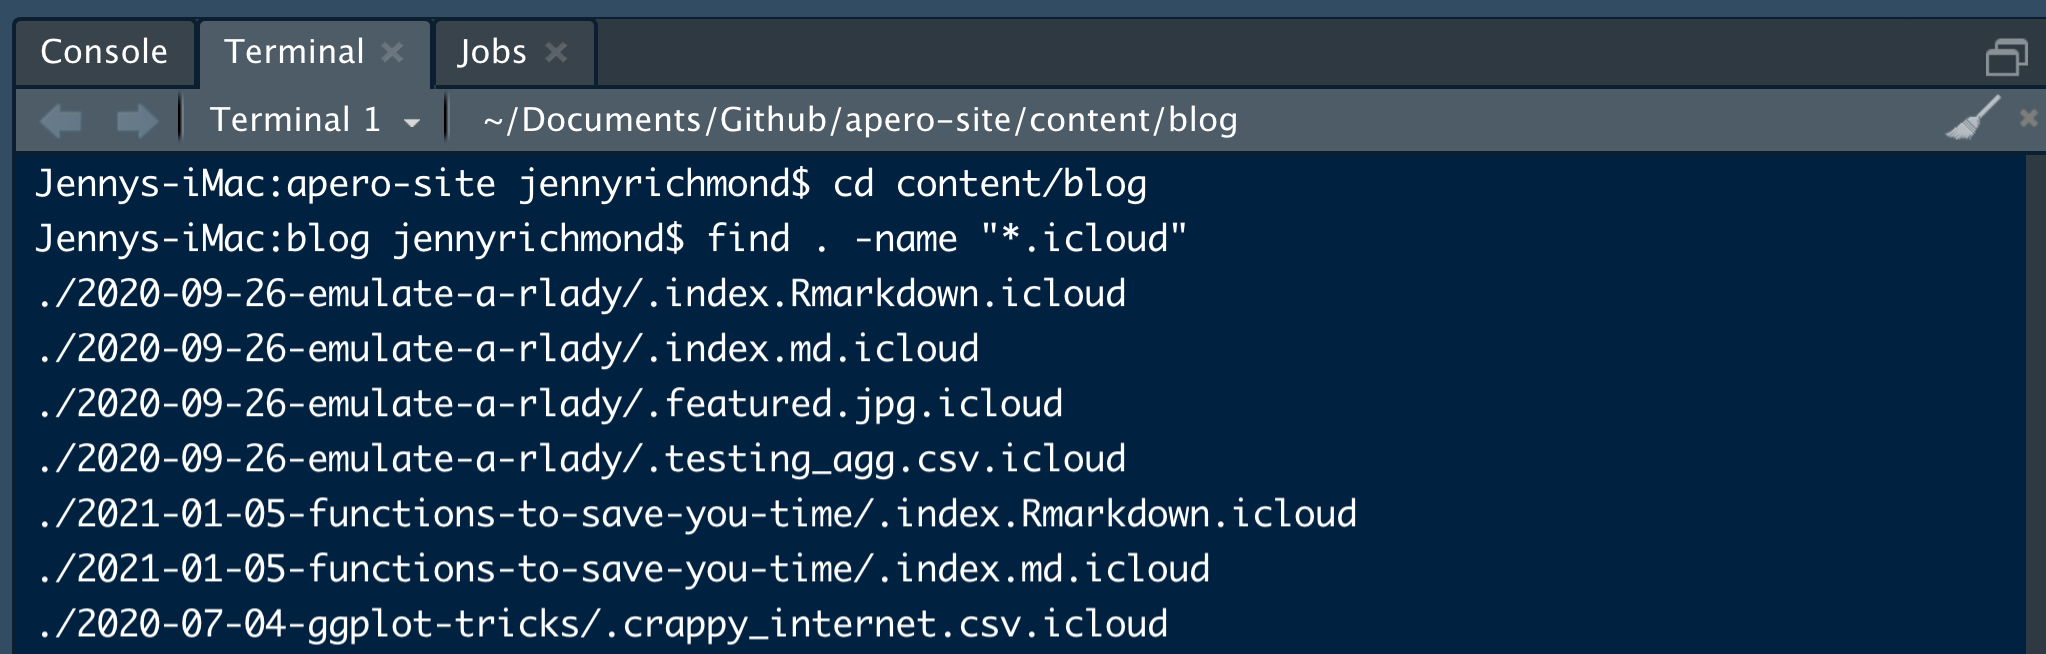 Console Terminal Jobs
Terminal 1 ~/Documents/Github/apero-site/content/blog
Jennys-iMac:apero-site jennyrichmond$ cd content/blog
Jennys-iMac:blog jennyrichmond$ find . -name "*.icloud"
./2020-09-26-emulate-a-rlady/.index.Rmarkdown.icloud
./2020-09-26-emulate-a-rlady/.index.md.icloud
./2020-09-26-emulate-a-rlady/.featured.jpg.icloud
./2020-09-26-emulate-a-rlady/.testing_agg.csv.icloud
./2021-01-05-functions-to-save-you-time/.index.Rmarkdown.icloud
./2021-01-05-functions-to-save-you-time/.index.md.icloud
./2020-07-04-ggplot-tricks/.crappy_internet.csv.icloud